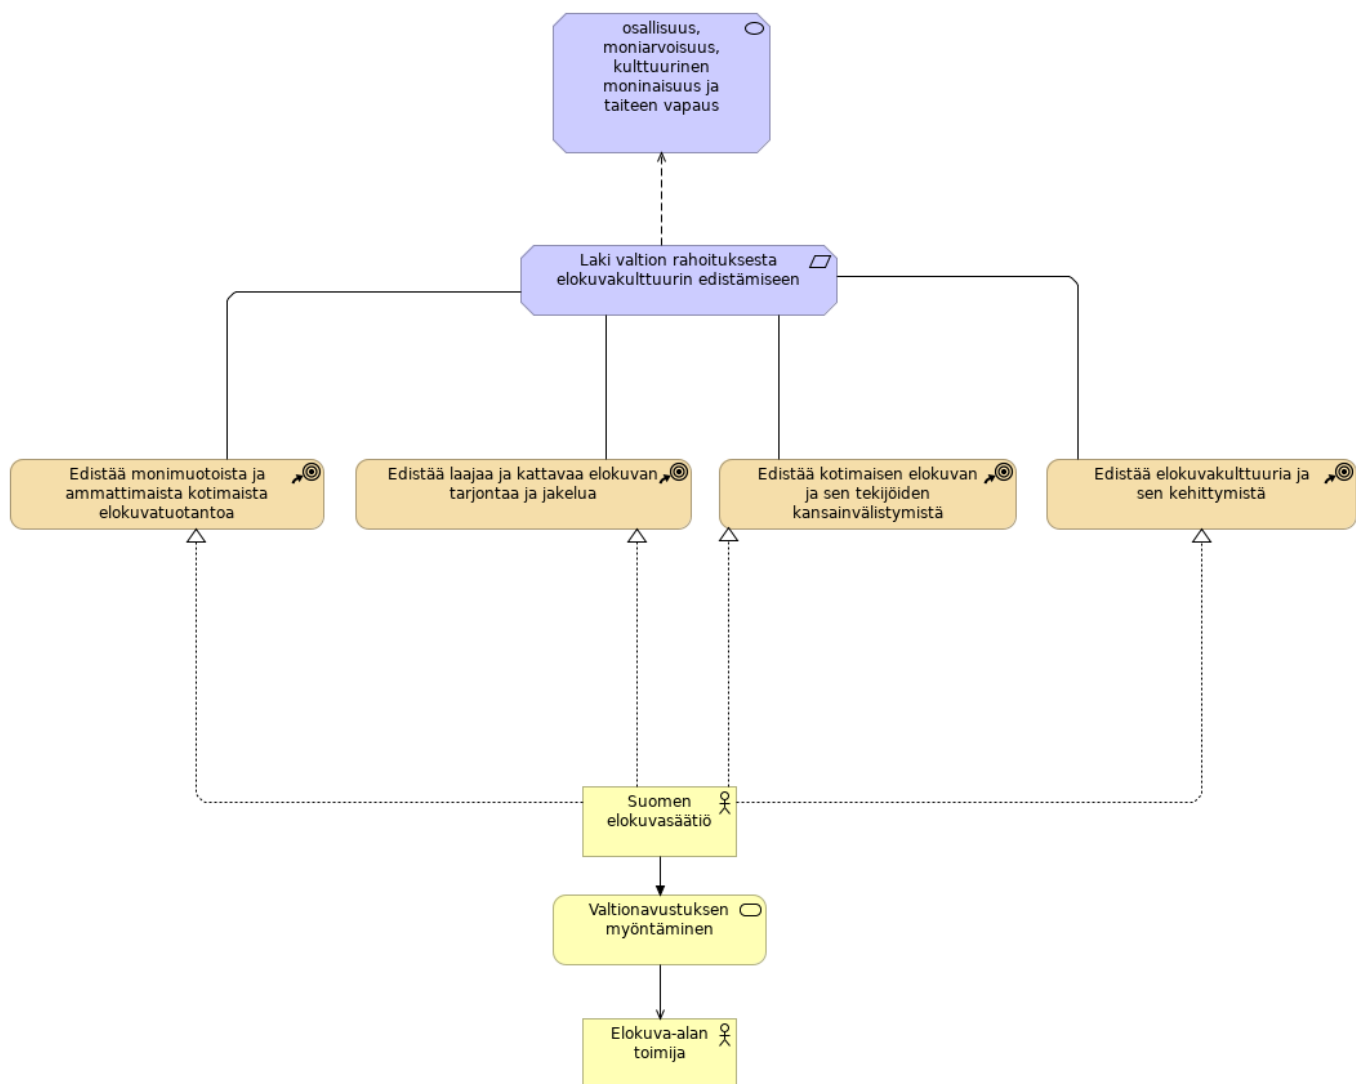 osallisuus,
moniarvoisuus,
kulttuurinen
moninaisuus ja
taiteen vapaus
Laki valtion rahoituksesta
elokuvakulttuurin edistämiseen
Edistää monimuotoista ja
ammattimaista kotimaista
elokuvatuotantoa
Edistää laajaa ja kattavaa elokuvan
tarjontaa ja jakelua
Edistää kotimaisen elokuvan
ja sen tekijöiden
kansainvälistymistä
Edistää elokuvakulttuuria ja
sen kehittymistä
Suomen
elokuvasäätiö
Valtionavustuksen
myöntäminen
Elokuva-alan
toimija